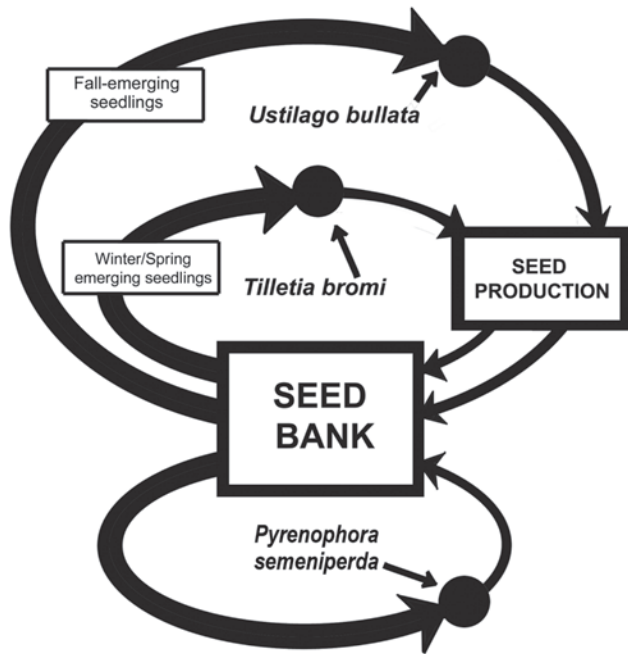 Fall-emerging
seedlings
Ustilago bullata
Winter/Spring
emerging seedlings
Tilletia bromi
SEED
PRODUCTION
SEED
BANK
Pyrenophora
semeniperda